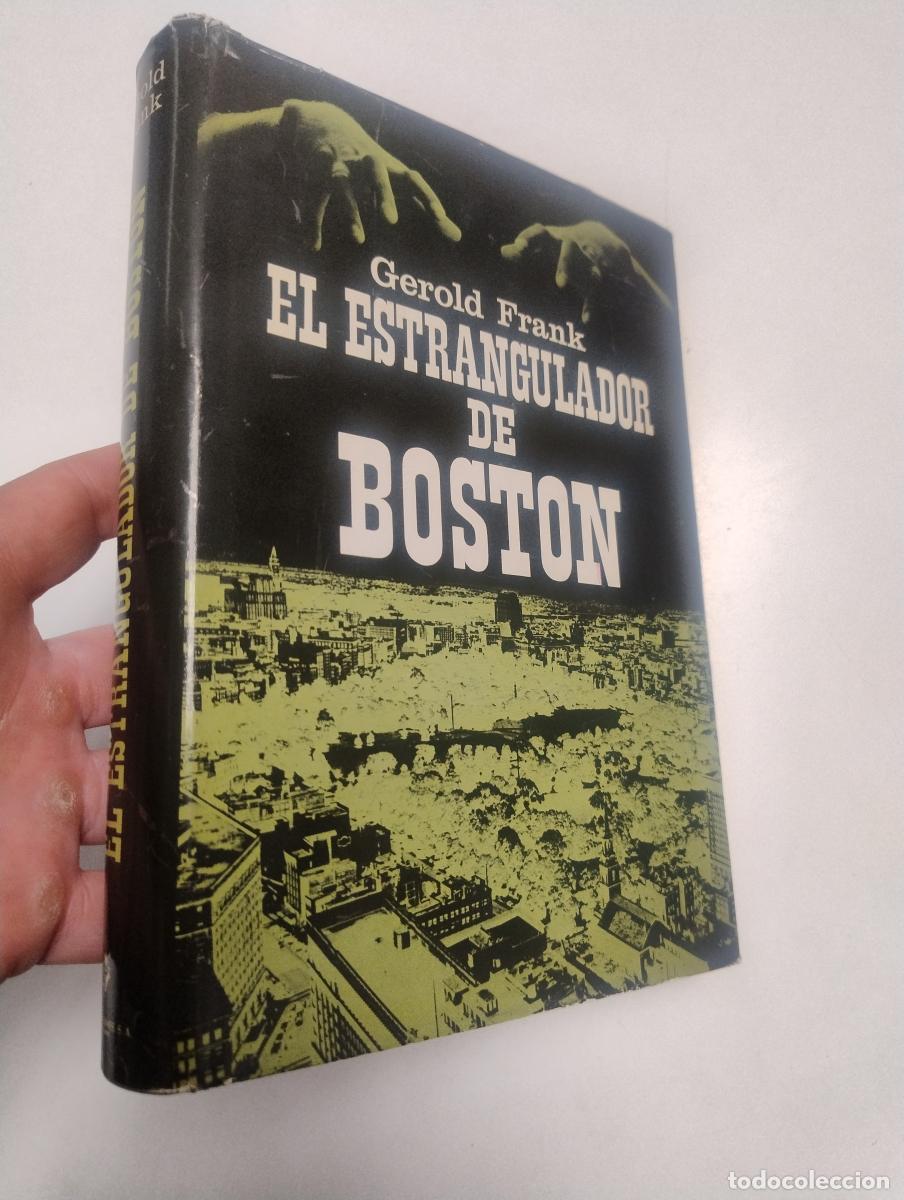 Gerold Frank
EL ESTRANGULADOR
DE
BOSTON
EL ESTRANGULADOR DE BOSTON
todocoleccion